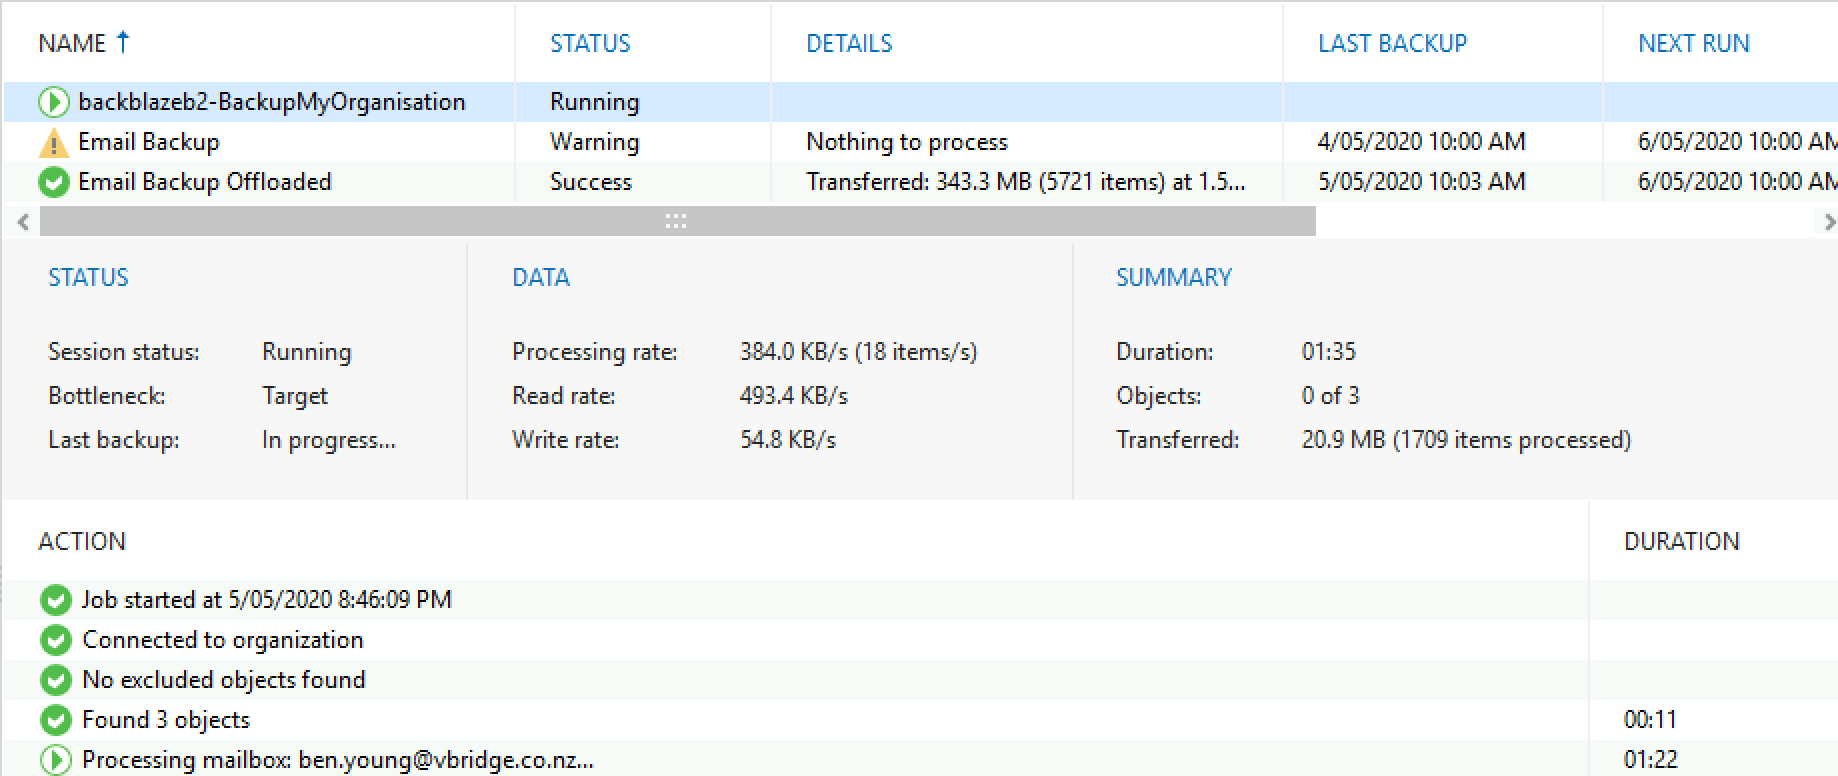 NAME ↑ STATUS DETAILS LAST BACKUP NEXT RUN
backblazeb2-BackupMyOrganisation Running
Email Backup Warning Nothing to process 4/05/2020 10:00 AM 6/05/2020 10:00 AM
Email Backup Offloaded Success Transferred: 343.3 MB (5721 items) at 1.5... 5/05/2020 10:03 AM 6/05/2020 10:00 AM
STATUS DATA SUMMARY
Session status: Running Processing rate: 384.0 KB/s (18 items/s) Duration: 01:35
Bottleneck: Target Read rate: 493.4 KB/s Objects: 0 of 3
Last backup: In progress... Write rate: 54.8 KB/s Transferred: 20.9 MB (1709 items processed)
ACTION DURATION
Job started at 5/05/2020 8:46:09 PM
Connected to organization
No excluded objects found
Found 3 objects 00:11
Processing mailbox: ben.young@vbridge.co.nz... 01:22